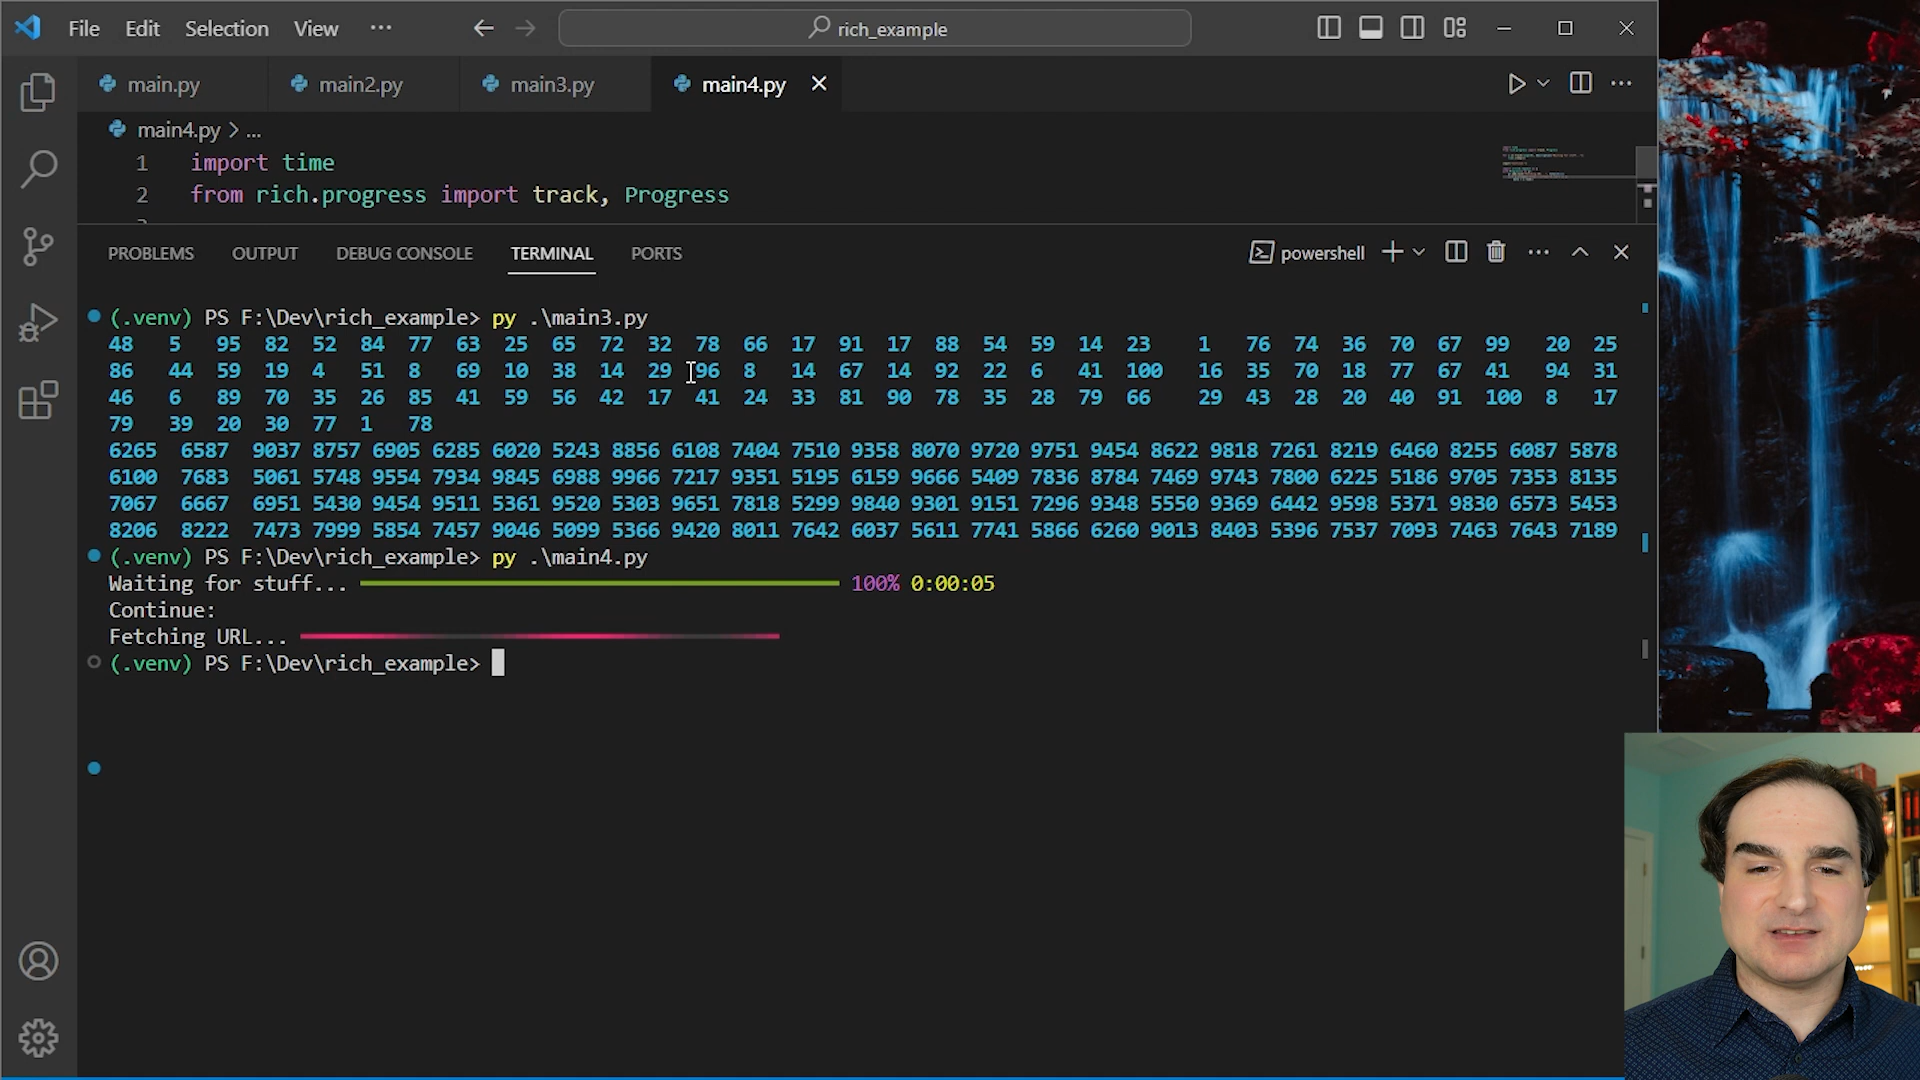 File Edit Selection View ··· rich_example
main.py main2.py main3.py main4.py
main4.py > ...
1 import time
2 from rich.progress import track, Progress
PROBLEMS OUTPUT DEBUG CONSOLE TERMINAL PORTS powershell
(.venv) PS F:\Dev\rich_example> py .\main3.py
48 5 95 82 52 84 77 63 25 65 72 32 78 66 17 91 17 88 54 59 14 23 1 76 74 36 70 67 99 20 25
86 44 59 19 4 51 8 69 10 38 14 29 96 8 14 67 14 92 22 6 41 100 16 35 70 18 77 67 41 94 31
46 6 89 70 35 26 85 41 59 56 42 17 41 24 33 81 90 78 35 28 79 66 29 43 28 20 40 91 100 8 17
79 39 20 30 77 1 78
6265 6587 9037 8757 6905 6285 6020 5243 8856 6108 7404 7510 9358 8070 9720 9751 9454 8622 9818 7261 8219 6460 8255 6087 5878
6100 7683 5061 5748 9554 7934 9845 6988 9966 7217 9351 5195 6159 9666 5409 7836 8784 7469 9743 7800 6225 5186 9705 7353 8135
7067 6667 6951 5430 9454 9511 5361 9520 5303 9651 7818 5299 9840 9301 9151 7296 9348 5550 9369 6442 9598 5371 9830 6573 5453
8206 8222 7473 7999 5854 7457 9046 5099 5366 9420 8011 7642 6037 5611 7741 5866 6260 9013 8403 5396 7537 7093 7463 7643 7189
(.venv) PS F:\Dev\rich_example> py .\main4.py
Waiting for stuff... 100% 0:00:05
Continue:
Fetching URL...
(.venv) PS F:\Dev\rich_example>